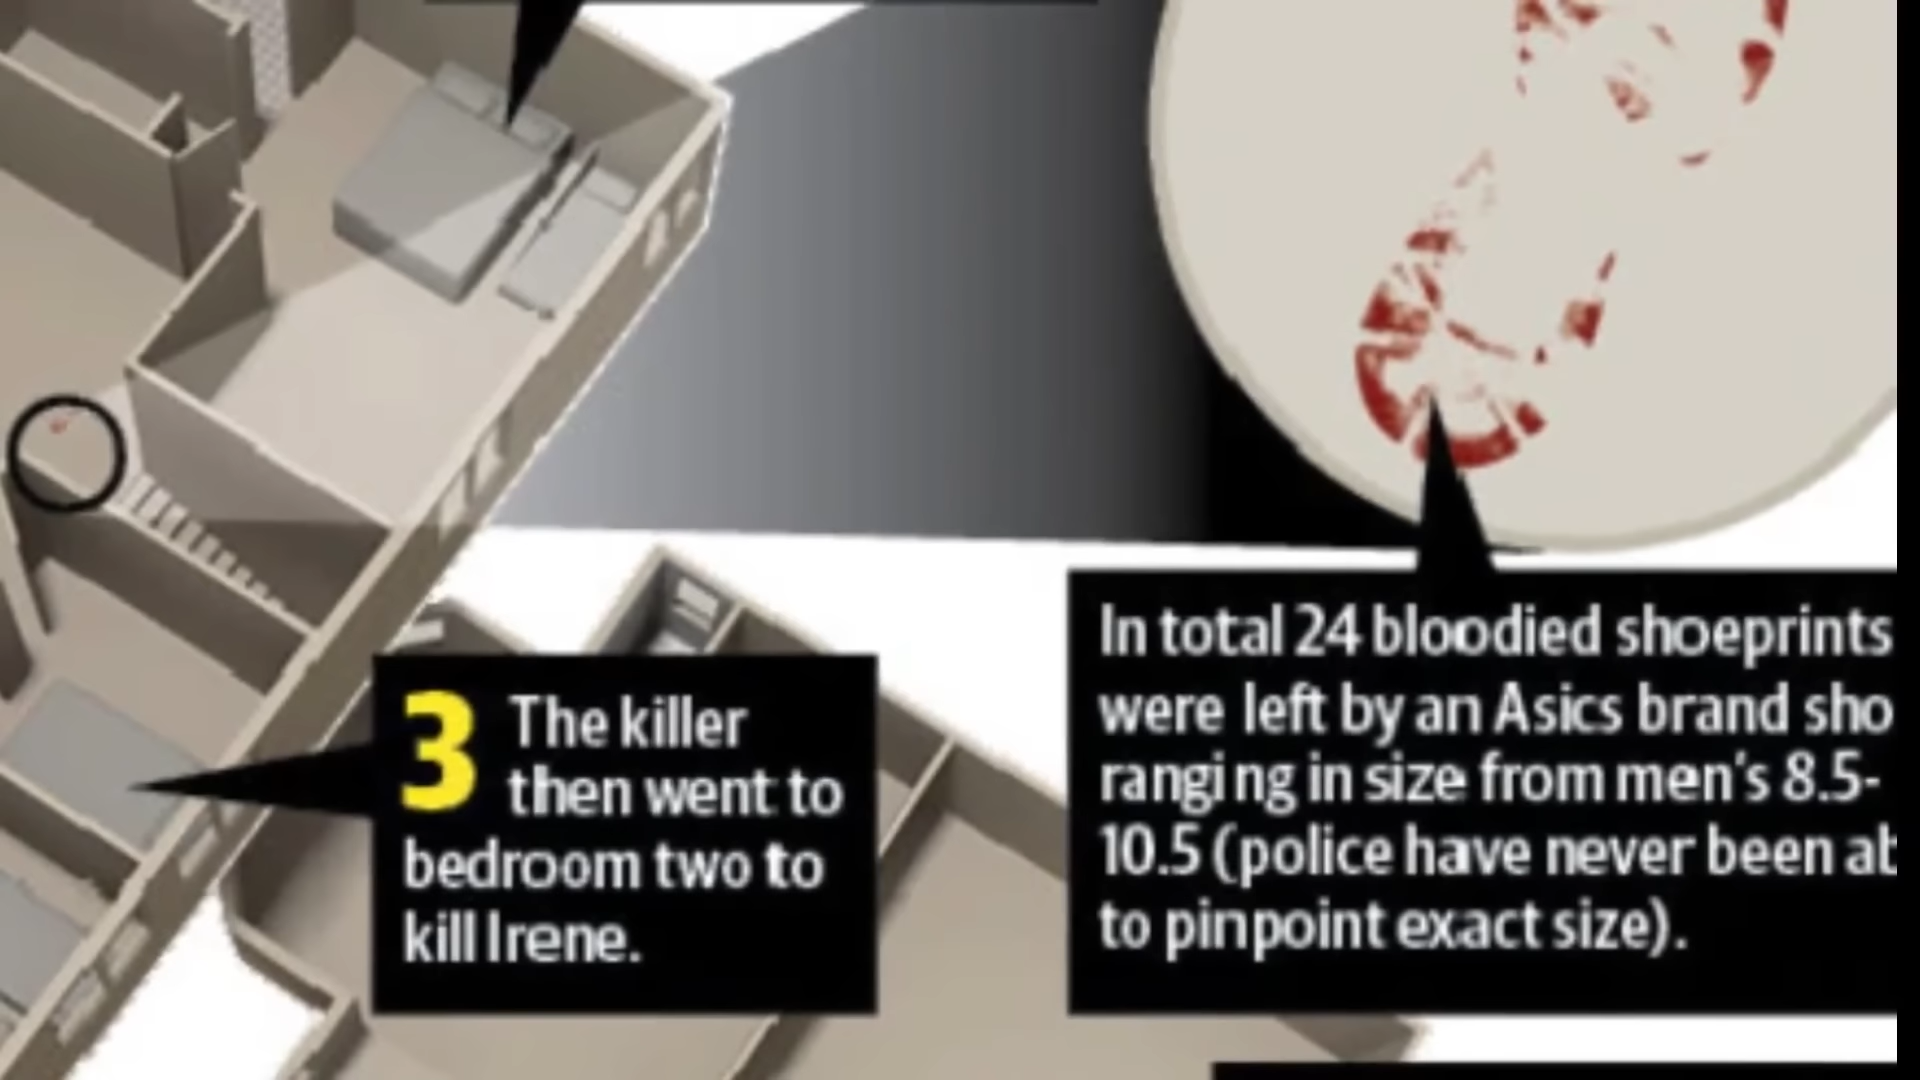 3 The killer
then went to
bedroom two to
kill Irene.
In total 24 bloodied shoeprints
were left by an Asics brand sho
ranging in size from men's 8.5-
10.5 (police have never been ab
to pinpoint exact size).